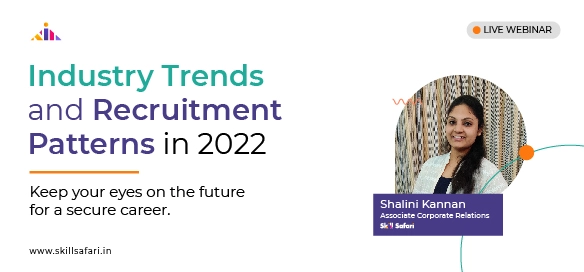 LIVE WEBINAR
Industry Trends
and Recruitment
Patterns in 2022
Keep your eyes on the future
for a secure career.
www.skillsafari.in
Shalini Kannan
Associate Corporate Relations
Skill Safari